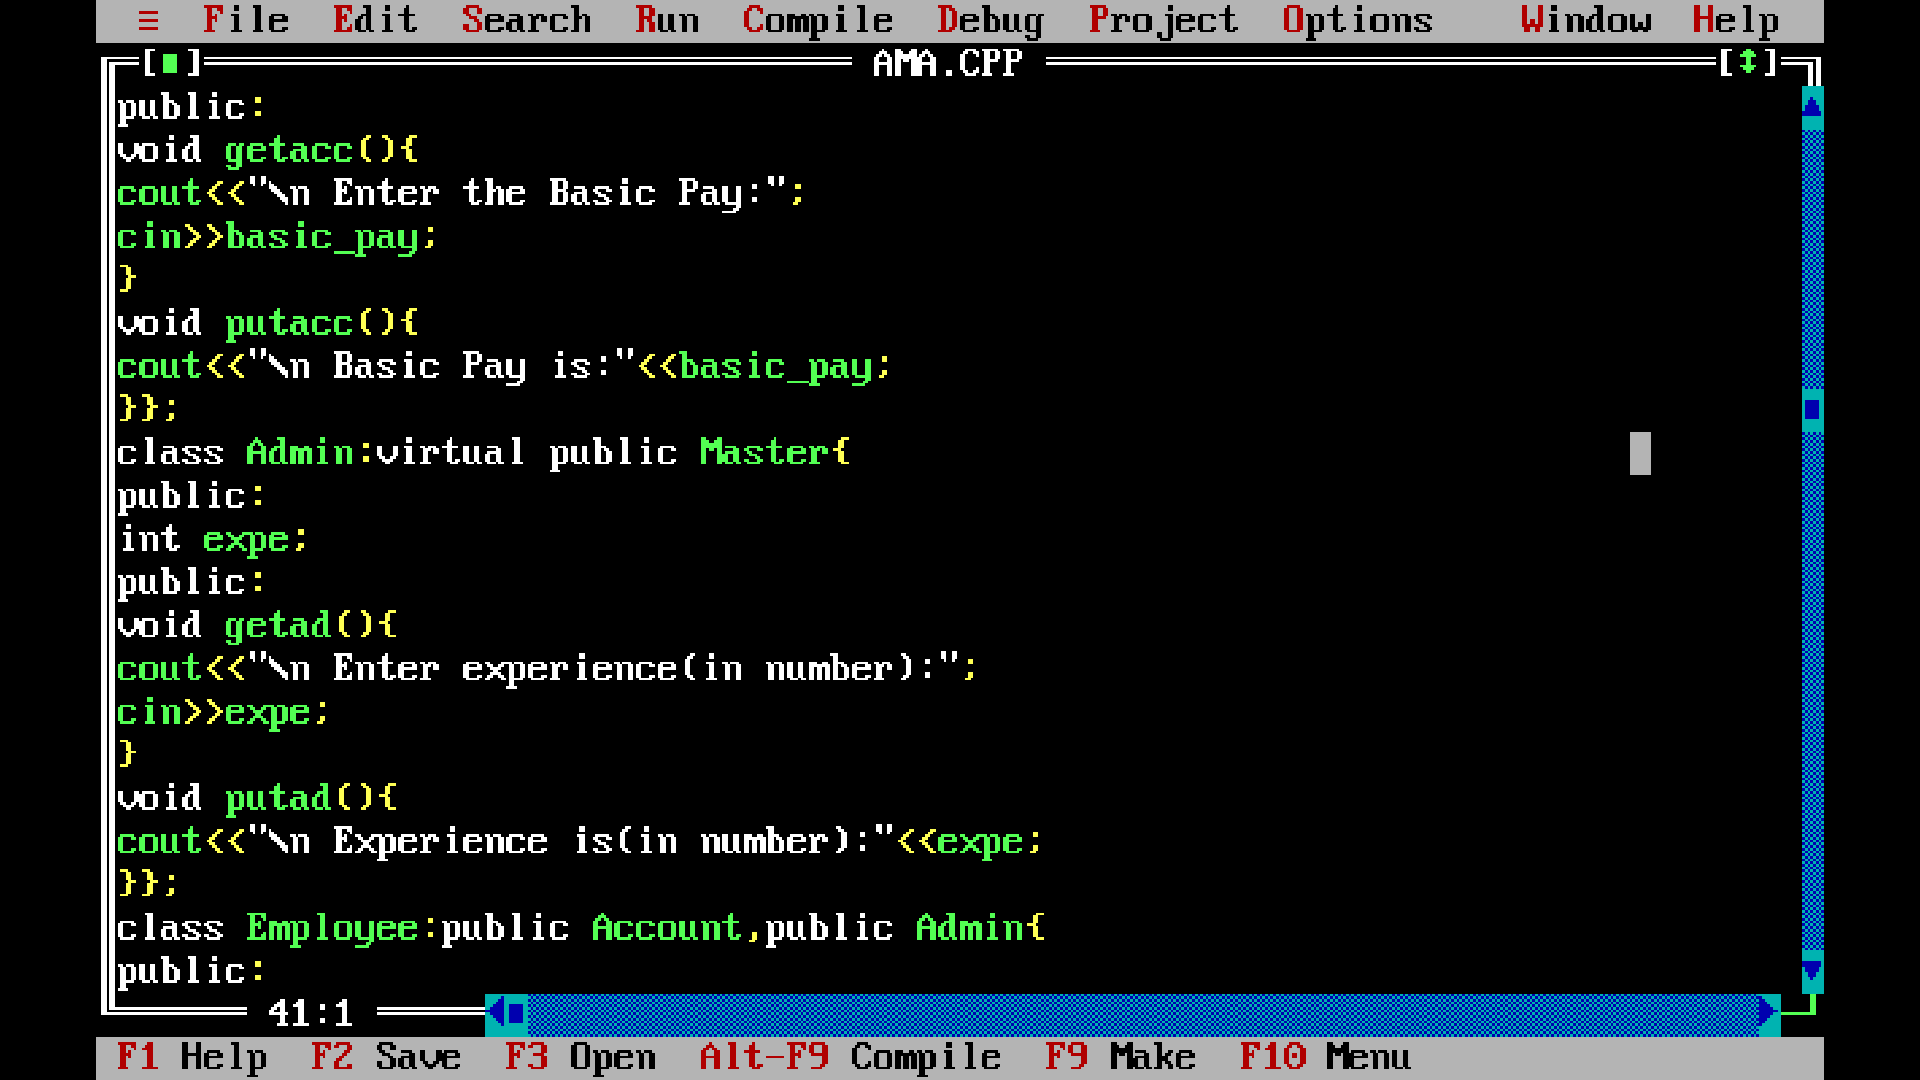 ≡ File Edit Search Run Compile Debug Project Options Window Help
[■] AMA.CPP [↕]
public:
void getacc(){
cout<<"\n Enter the Basic Pay:";
cin>>basic_pay;
}
void putacc(){
cout<<"\n Basic Pay is:"<<basic_pay;
}};
class Admin:virtual public Master{
public:
int expe;
public:
void getad(){
cout<<"\n Enter experience(in number):";
cin>>expe;
}
void putad(){
cout<<"\n Experience is(in number):"<<expe;
}};
class Employee:public Account,public Admin{
public:
41:1
F1 Help F2 Save F3 Open Alt-F9 Compile F9 Make F10 Menu